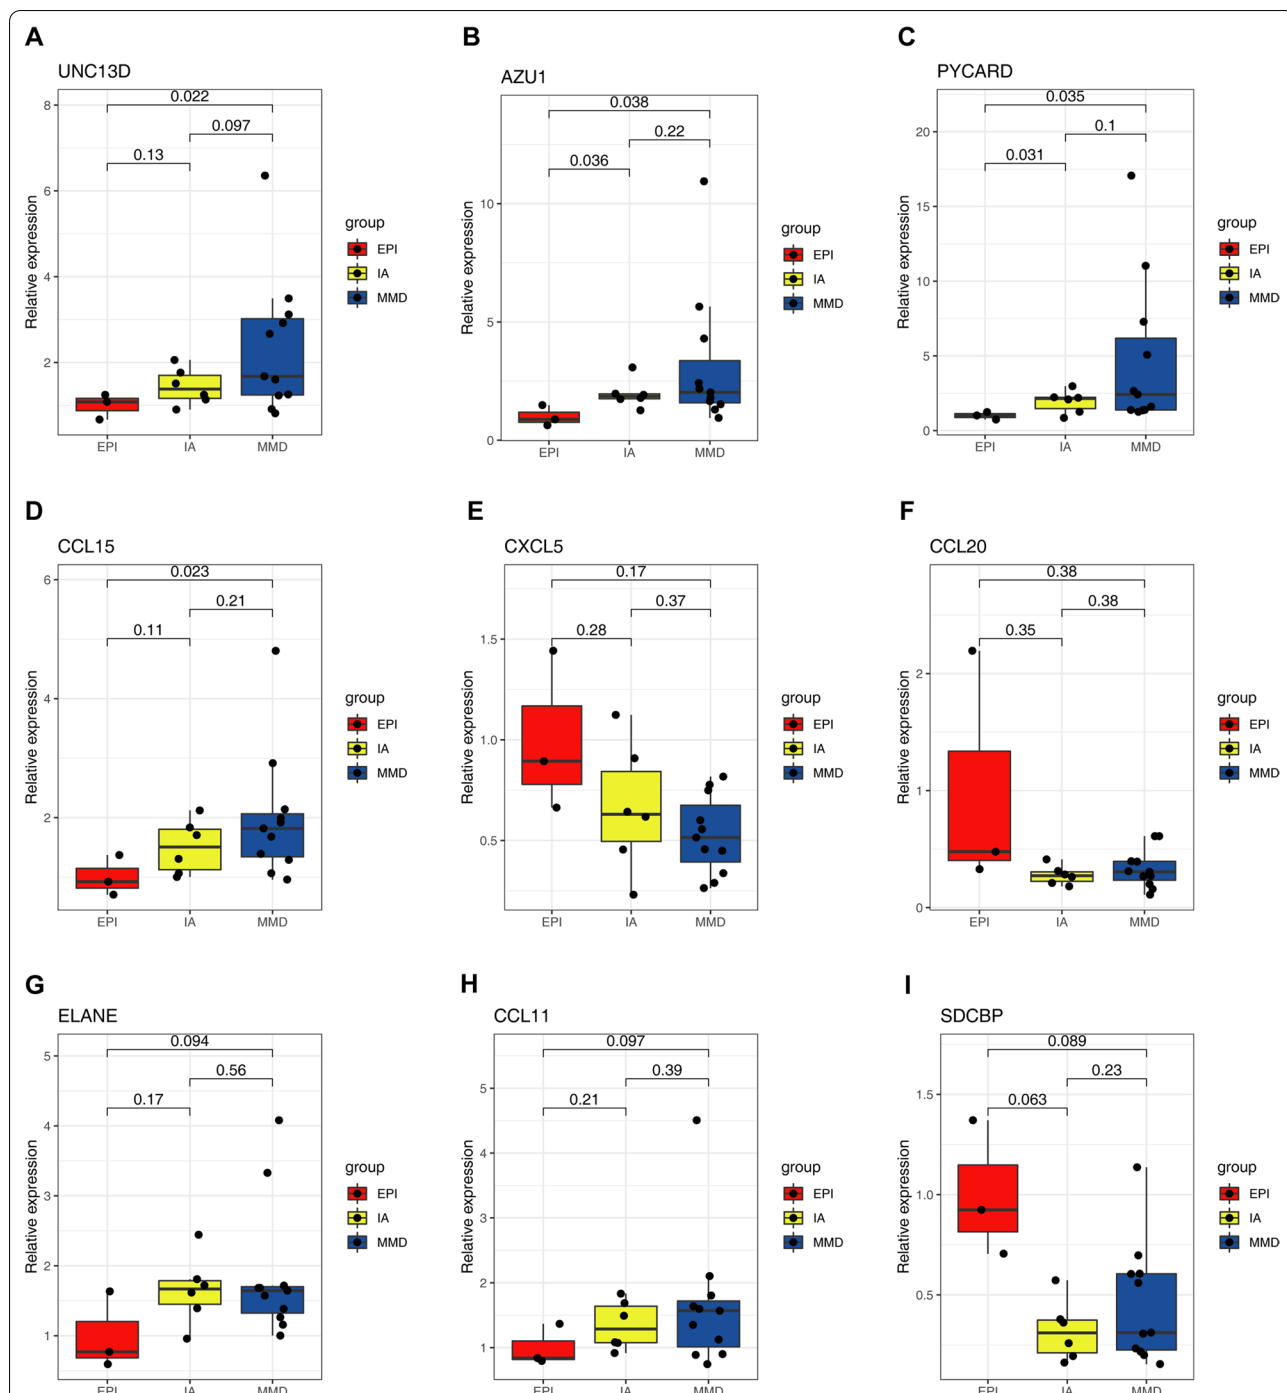 A
UNC13D
0.022
0.097
0.13
8
6
4
2
Relative expression
EPI
IA
MMD
group
EPI
IA
MMD
B
AZU1
0.038
0.22
0.036
10
5
0
Relative expression
EPI
IA
MMD
group
EPI
IA
MMD
C
PYCARD
0.035
0.1
0.031
20
15
10
5
0
Relative expression
EPI
IA
MMD
group
EPI
IA
MMD
D
CCL15
0.023
0.21
0.11
6
4
2
Relative expression
EPI
IA
MMD
group
EPI
IA
MMD
E
CXCL5
0.17
0.37
0.28
1.5
1.0
0.5
Relative expression
EPI
IA
MMD
group
EPI
IA
MMD
F
CCL20
0.38
0.38
0.35
2
1
0
Relative expression
EPI
IA
MMD
group
EPI
IA
MMD
G
ELANE
0.094
0.56
0.17
5
4
3
2
1
Relative expression
EPI
IA
MMD
group
EPI
IA
MMD
H
CCL11
0.097
0.39
0.21
5
4
3
2
1
Relative expression
EPI
IA
MMD
group
EPI
IA
MMD
I
SDCBP
0.089
0.23
0.063
1.5
1.0
0.5
Relative expression
EPI
IA
MMD
group
EPI
IA
MMD